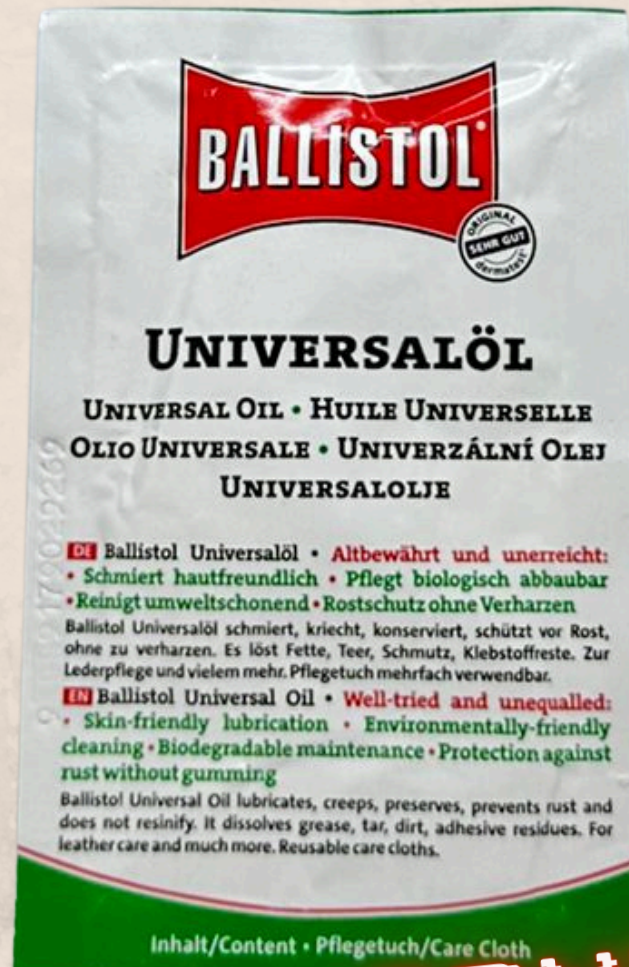 BALLISTOL®
ORIGINAL
SEHR GUT
dermatest®
UNIVERSALÖL
UNIVERSAL OIL • HUILE UNIVERSELLE
OLIO UNIVERSALE • UNIVERZÁLNÍ OLEJ
UNIVERSALOLJE
DE Ballistol Universalöl • Altbewährt und unerreicht:
• Schmiert hautfreundlich • Pflegt biologisch abbaubar
• Reinigt umweltschonend • Rostschutz ohne Verharzen
Ballistol Universalöl schmiert, kriecht, konserviert, schützt vor Rost,
ohne zu verharzen. Es löst Fette, Teer, Schmutz, Klebstoffreste. Zur
Lederpflege und vielem mehr. Pflegetuch mehrfach verwendbar.
EN Ballistol Universal Oil • Well-tried and unequalled:
• Skin-friendly lubrication • Environmentally-friendly
cleaning • Biodegradable maintenance • Protection against
rust without gumming
Ballistol Universal Oil lubricates, creeps, preserves, prevents rust and
does not resinify. It dissolves grease, tar, dirt, adhesive residues. For
leather care and much more. Reusable care cloths.
Inhalt/Content • Pflegetuch/Care Cloth